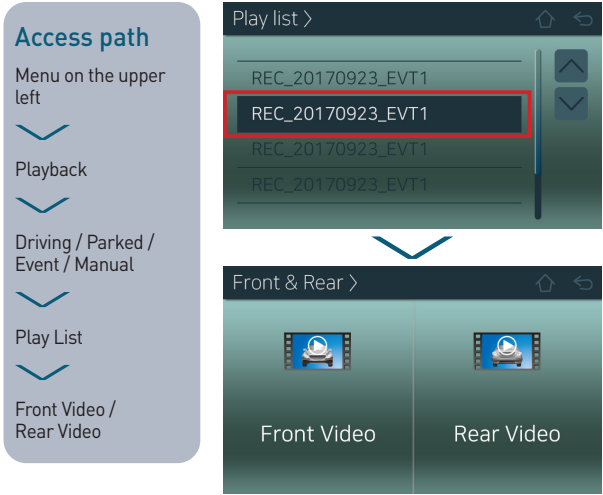 Access path
Menu on the upper
left
Playback
Driving / Parked /
Event / Manual
Play List
Front Video /
Rear Video
Play list >
REC_20170923_EVT1
REC_20170923_EVT1
REC_20170923_EVT1
REC_20170923_EVT1
Front & Rear >
Front Video
Rear Video